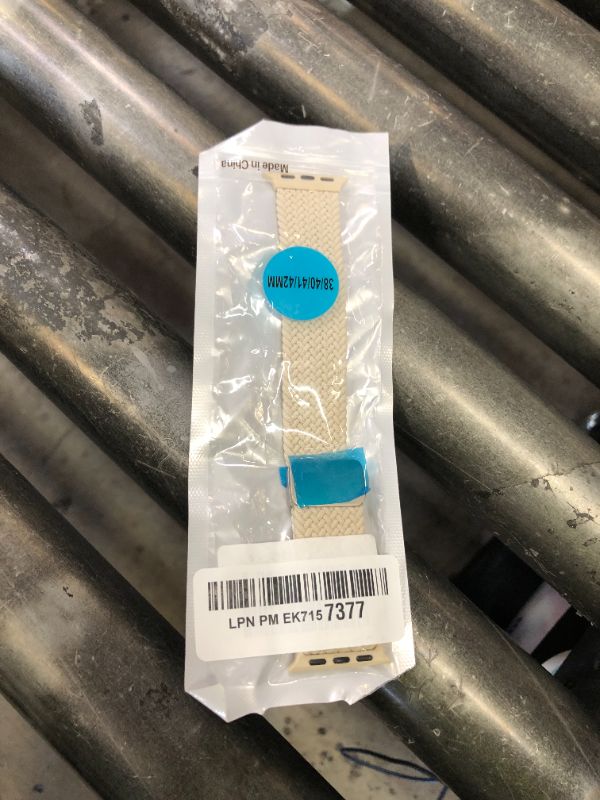 Made in China
38/40/41/42MM
LPN PM EK715 7377